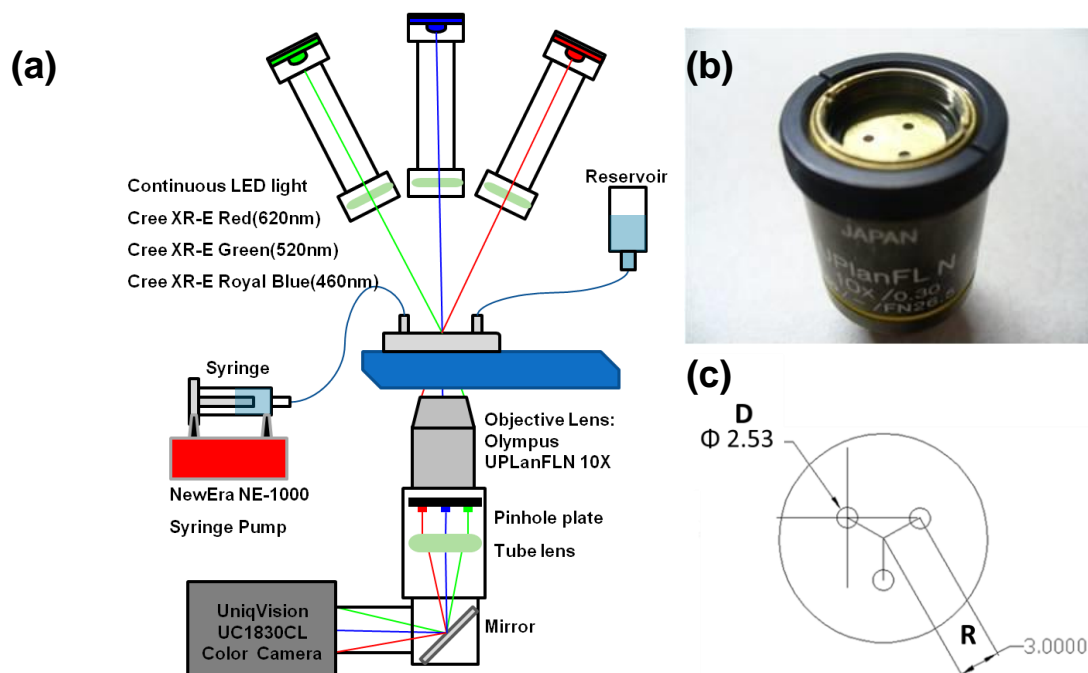 (a)
Continuous LED light
Cree XR-E Red(620nm)
Cree XR-E Green(520nm)
Cree XR-E Royal Blue(460nm)
Reservoir
Syringe
NewEra NE-1000
Syringe Pump
Objective Lens:
Olympus
UPLanFLN 10X
Pinhole plate
Tube lens
Mirror
UniqVision
UC1830CL
Color Camera
(b)
JAPAN
UPlanFL N
10X/0.30
/FN26.5
(c)
D
Φ 2.53
R
3.0000